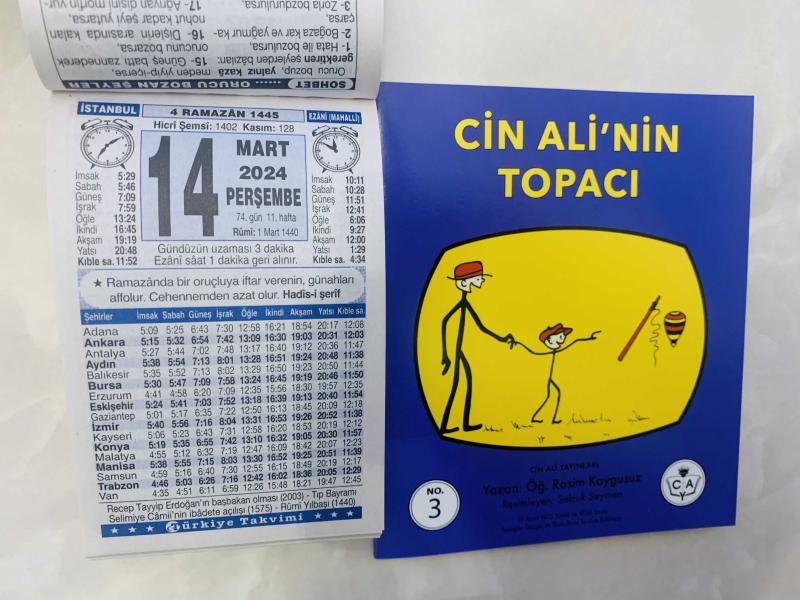 SOHBET ...... ORUCU BOZAN ŞEYLER
Orucu bozup, yalnız kazâ
gerektiren şeylerden bâzıları:
1- Hata ile bozulursa,
2- Boğaza kar ve yağmur ka-
çarsa,
3- Zorla bozdurulursa,
meden yiyip-içerse,
15- Güneş battı zannederek
orucunu bozarsa,
16- Dişlerin arasında kalan
nohut kadar şeyi yutarsa,
İSTANBUL
4 RAMAZÂN 1445
EZÂNİ (MAHALLİ)
Hicrî Şemsî: 1402 Kasım: 128
14
MART
2024
PERŞEMBE
74. gün 11. hafta
Rûmî: 1 Mart 1440
İmsak 5:29
Sabah 5:46
Güneş 7:09
İşrak 7:59
Öğle 13:24
İkindi 16:45
Akşam 19:19
Yatsı 20:48
Kıble sa. 11:52
İmsak 10:11
Sabah 10:28
Güneş 11:51
İşrak 12:41
Öğle 6:06
İkindi 9:27
Akşam 12:00
Yatsı 1:29
Kıble sa. 4:34
Gündüzün uzaması 3 dakika
Ezânî sâat 1 dakika geri alınır.
★ Ramazânda bir oruçluya iftar verenin, günahları
affolur. Cehennemden azat olur. Hadîs-i şerîf
Şehirler İmsak Sabah Güneş İşrak Öğle İkindi Akşam Yatsı Kıble sa.
Adana 5:09 5:25 6:43 7:30 12:58 16:21 18:54 20:17 12:08
Ankara 5:15 5:32 6:54 7:42 13:09 16:30 19:03 20:31 12:03
Antalya 5:27 5:44 7:02 7:48 13:17 16:40 19:12 20:36 11:47
Aydın 5:38 5:54 7:13 8:01 13:28 16:51 19:24 20:48 11:38
Balıkesir 5:35 5:52 7:13 8:02 13:29 16:50 19:23 20:50 11:44
Bursa 5:30 5:47 7:09 7:58 13:24 16:45 19:19 20:46 11:50
Erzurum 4:41 4:58 6:20 7:09 12:35 15:56 18:30 19:57 12:35
Eskişehir 5:24 5:41 7:03 7:52 13:18 16:39 19:13 20:40 11:54
Gaziantep 5:01 5:17 6:35 7:22 12:50 16:13 18:45 20:09 12:18
İzmir 5:40 5:56 7:16 8:04 13:31 16:53 19:26 20:52 11:38
Kayseri 5:06 5:23 6:43 7:31 12:58 16:20 18:53 20:19 12:12
Konya 5:19 5:35 6:55 7:42 13:10 16:32 19:05 20:30 11:57
Malatya 4:55 5:12 6:32 7:19 12:47 16:09 18:42 20:07 12:23
Manisa 5:38 5:55 7:15 8:03 13:30 16:52 19:25 20:51 11:39
Samsun 4:59 5:16 6:40 7:30 12:55 16:15 18:49 20:19 12:17
Trabzon 4:46 5:03 6:26 7:16 12:42 16:02 18:36 20:05 12:29
Van 4:35 4:51 6:11 6:59 12:26 15:48 18:21 19:47 12:45
Recep Tayyip Erdoğan'ın başbakan olması (2003) - Tıp Bayramı
Selimiye Câmii'nin ibâdete açılışı (1575) - Rûmî Yılbaşı (1440)
Türkiye Takvimi
CİN ALİ'NİN
TOPACI
CİN ALİ YAYINLARI
Yazan: Öğ. Rasim Kaygusuz
Resimleyen: Selçuk Seymen
NO.
3
C A
Y